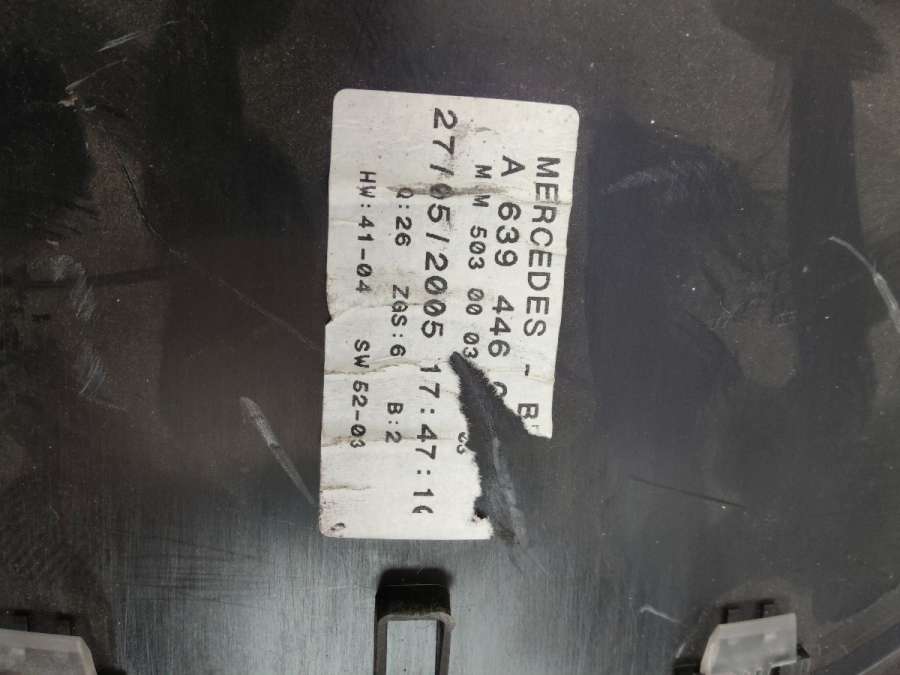 MERCEDES -
A 639 446
M M 503 00 03
27/05/2005 17:47:1
Q:26 ZGS:6 B:2
HW:41-04 SW 52-03